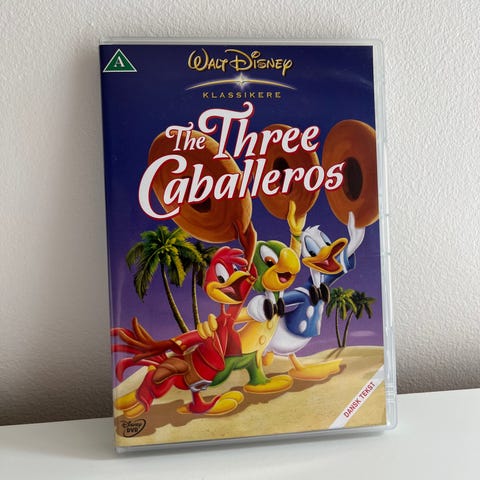 A
WALT DISNEY
KLASSIKERE
The Three
Caballeros
DANSK TEKST
Disney
DVD